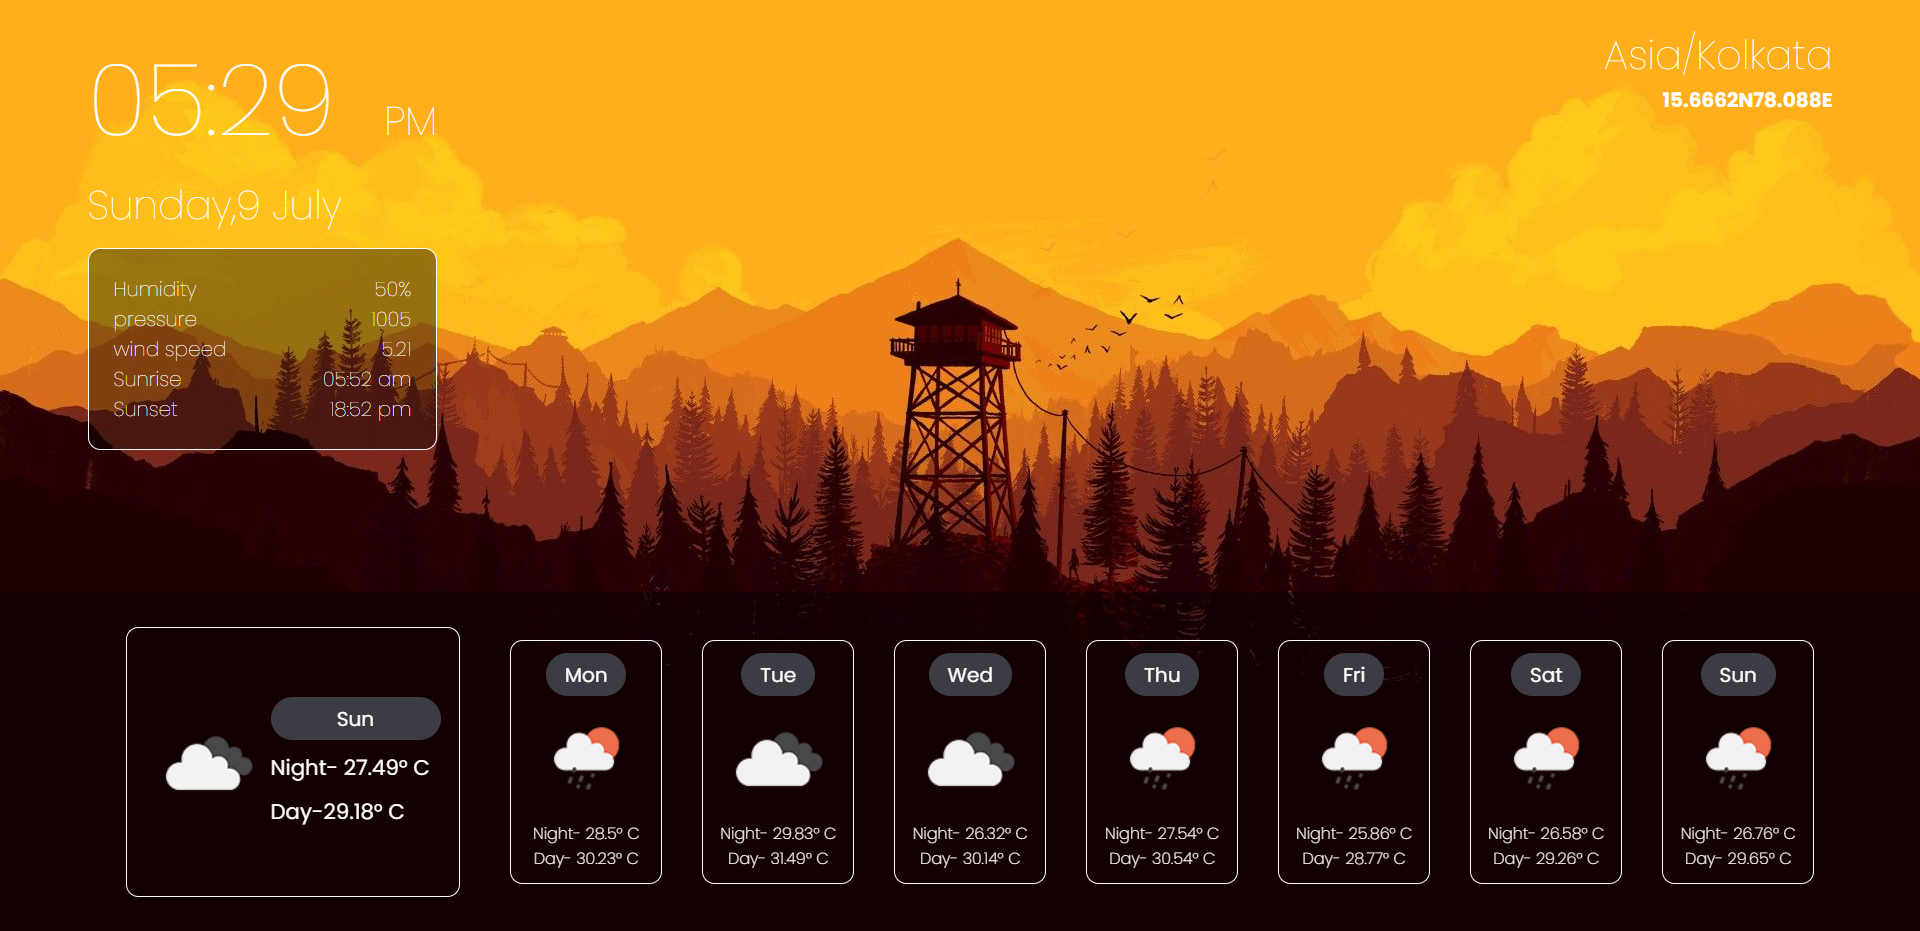 05:29 PM
Asia/Kolkata
15.6662N78.088E
Sunday,9 July
Humidity 50%
pressure 1005
wind speed 5.21
Sunrise 05:52 am
Sunset 18:52 pm
Sun
Night- 27.49° C
Day-29.18° C
Mon
Night- 28.5° C
Day- 30.23° C
Tue
Night- 29.83° C
Day- 31.49° C
Wed
Night- 26.32° C
Day- 30.14° C
Thu
Night- 27.54° C
Day- 30.54° C
Fri
Night- 25.86° C
Day- 28.77° C
Sat
Night- 26.58° C
Day- 29.26° C
Sun
Night- 26.76° C
Day- 29.65° C